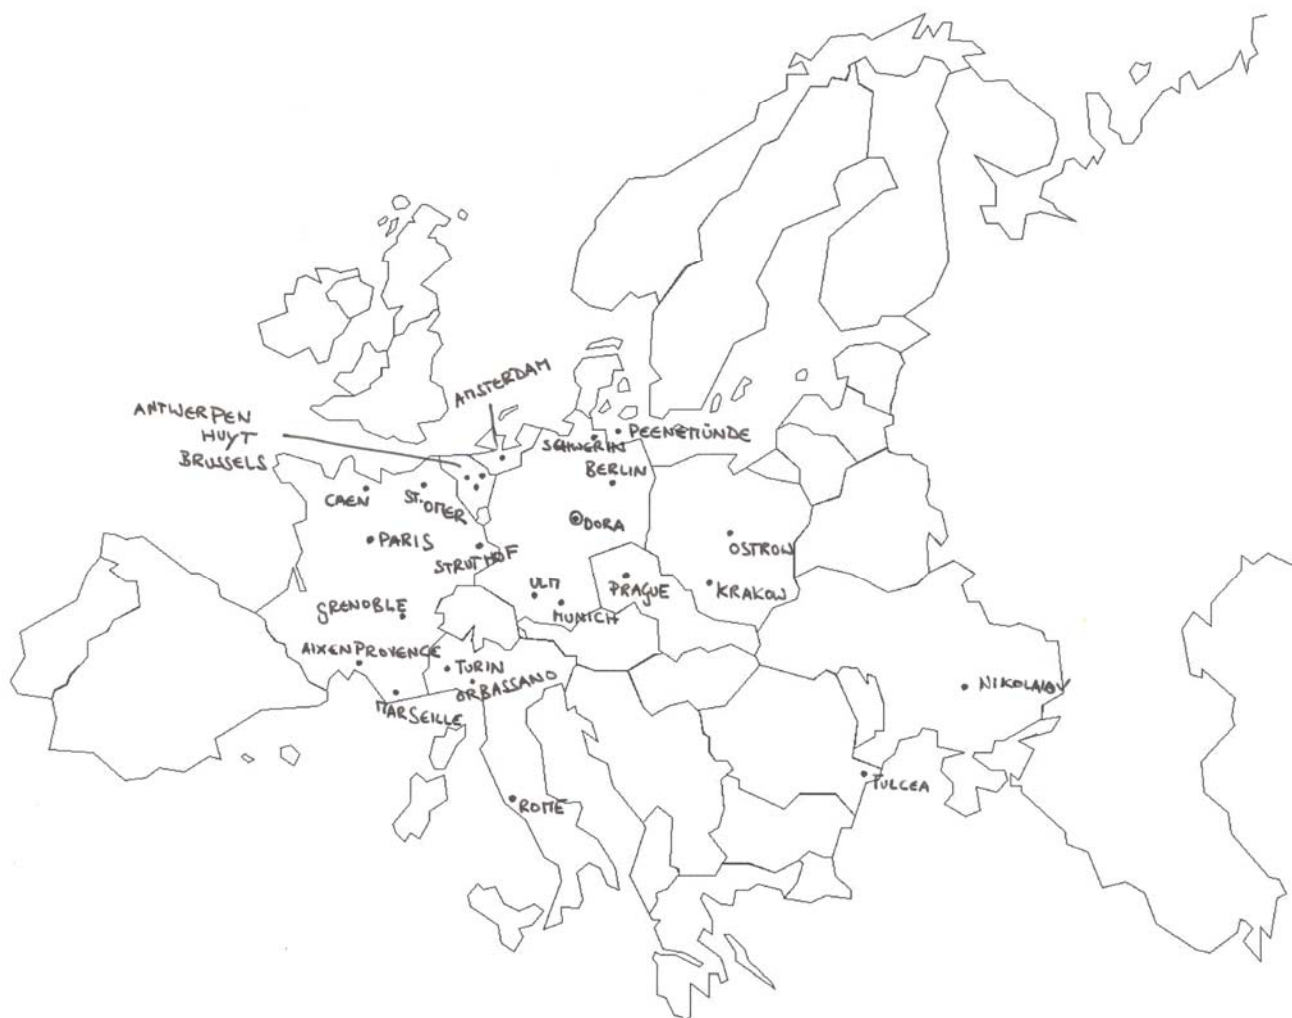 AMSTERDAM
ANTWERPEN
HUYT
BRUSSELS
SCHWERIN
PEENEMÜNDE
BERLIN
CAEN
ST. OMER
DORA
PARIS
STRUTHOF
OSTROW
ULM
MUNICH
PRAGUE
KRAKOW
GRENOBLE
AIXENPROVENCE
TURIN
ORBASSANO
MARSEILLE
NIKOLAIOV
TULCEA
ROME